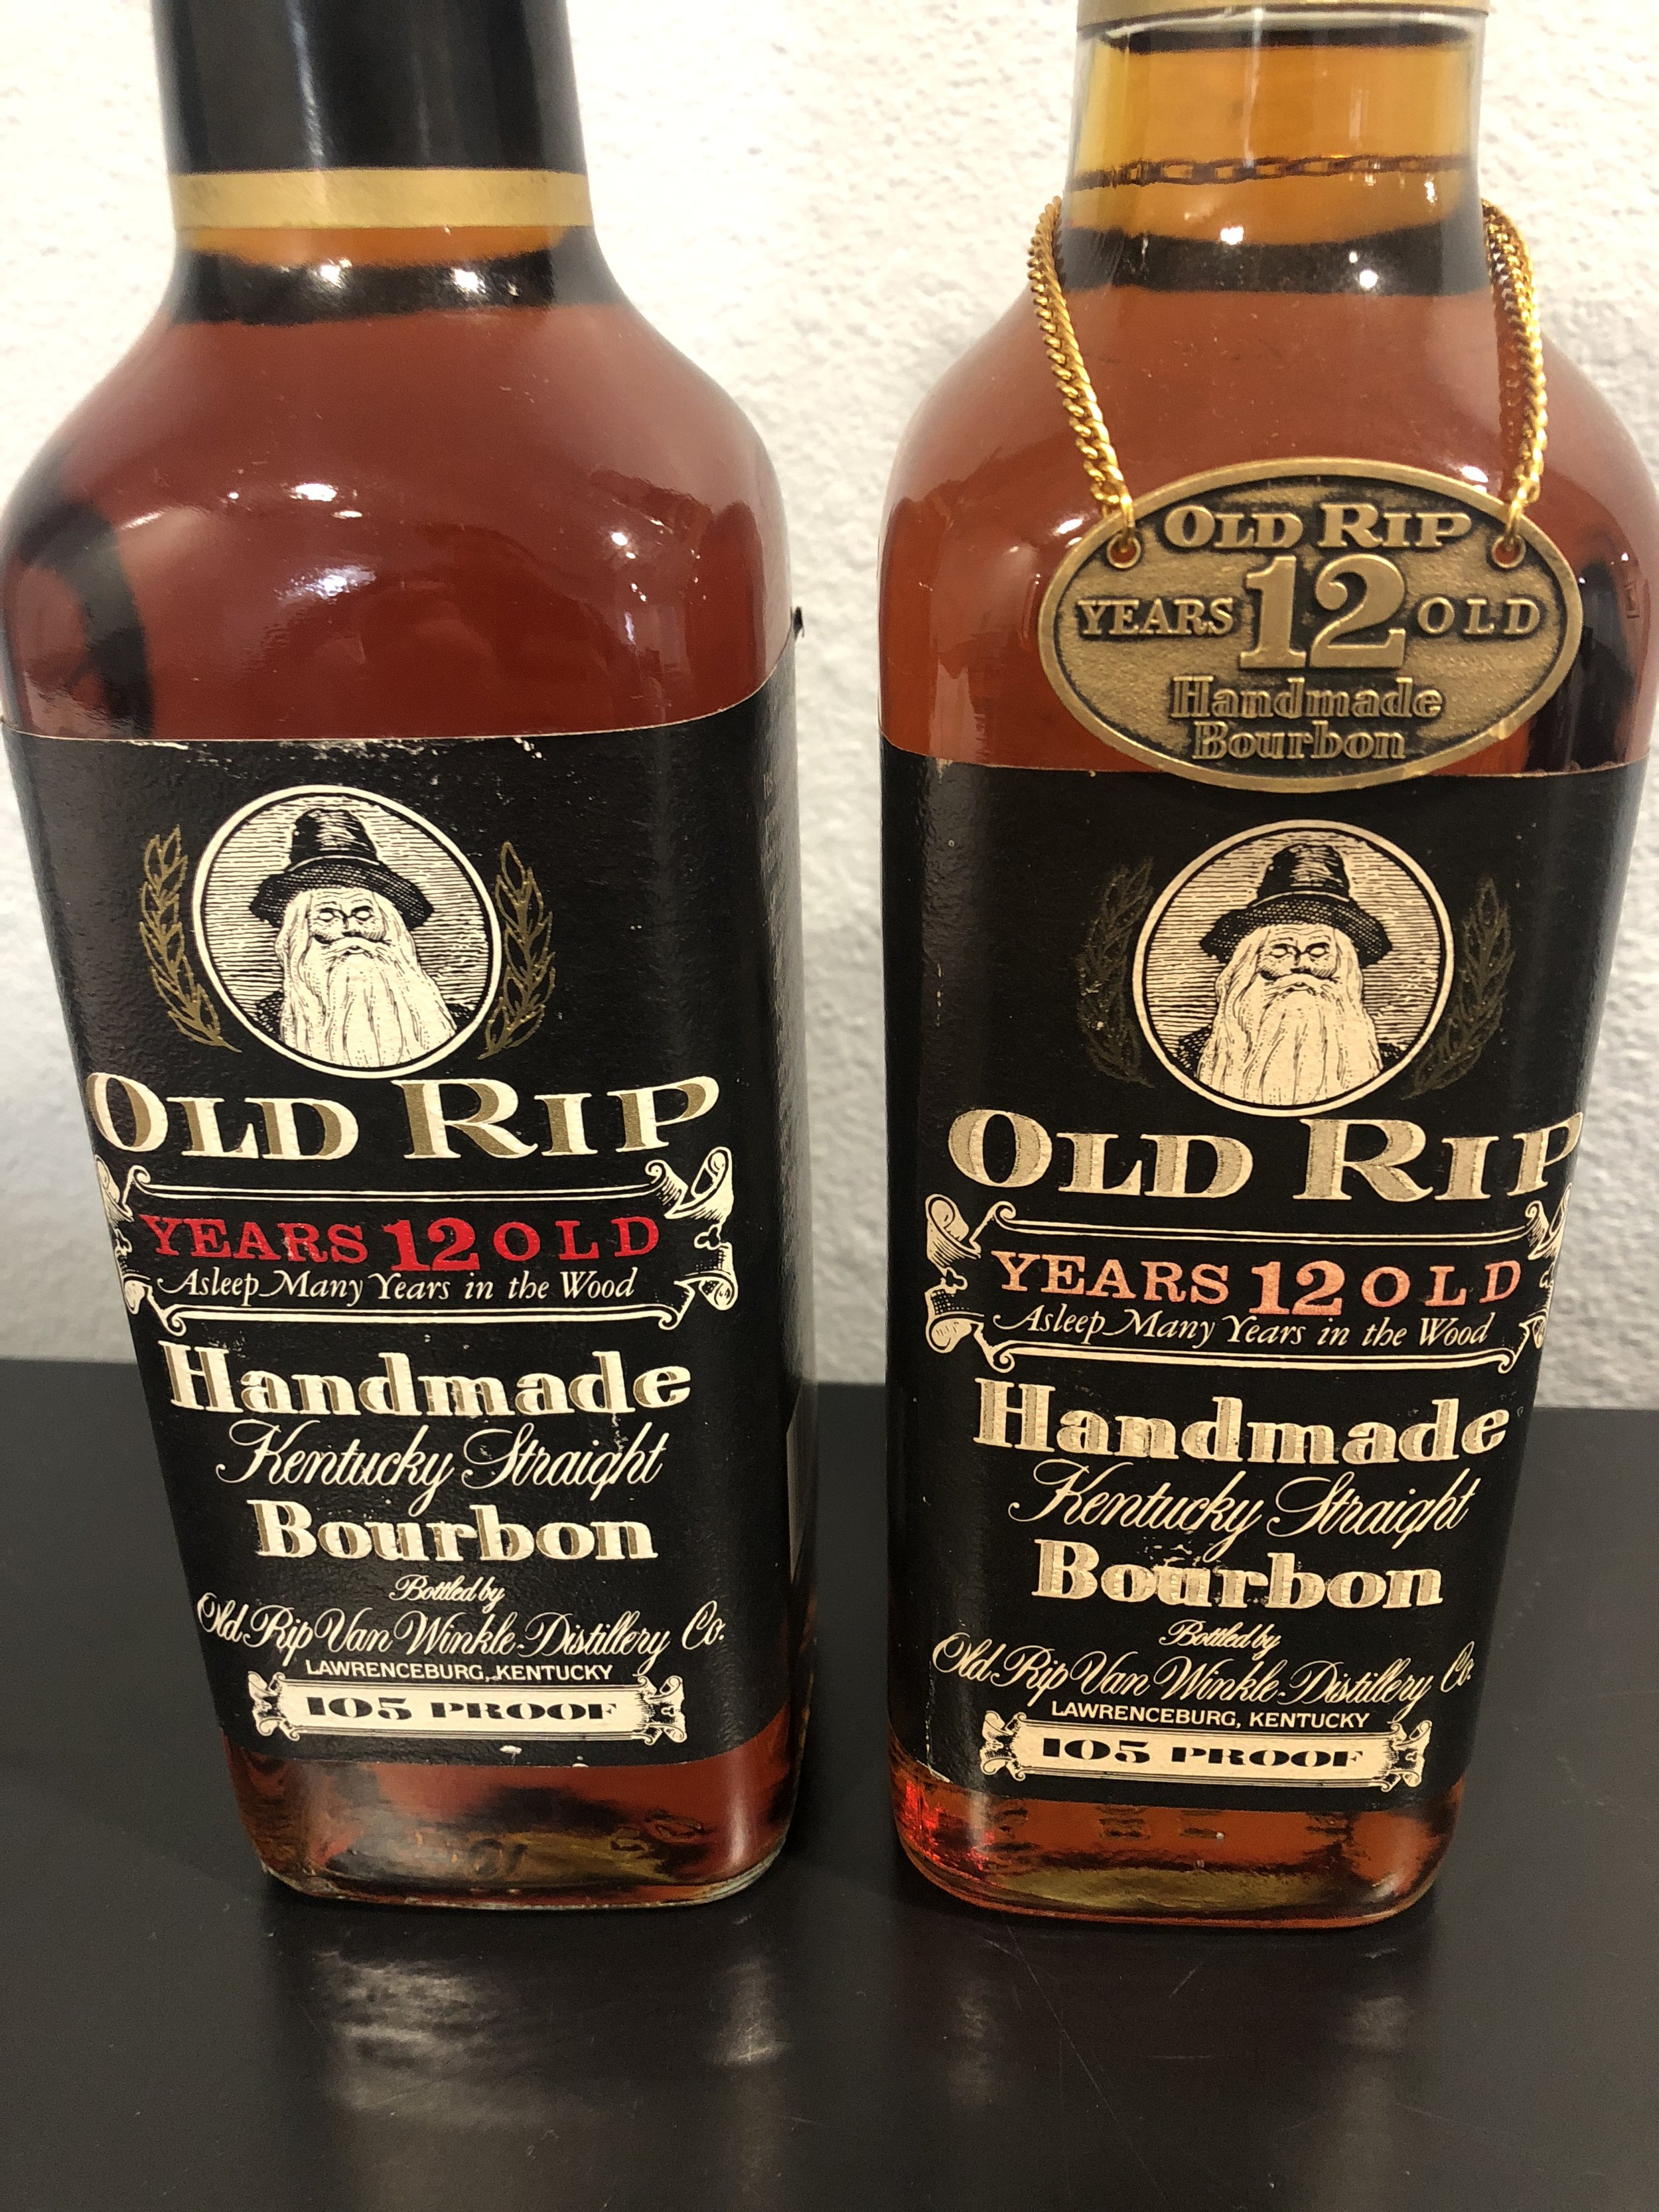 OLD RIP
YEARS 12 OLD
Asleep Many Years in the Wood
Handmade
Kentucky Straight
Bourbon
Bottled by
Old Rip Van Winkle Distillery Co.
LAWRENCEBURG, KENTUCKY
105 PROOF
OLD RIP
YEARS 12 OLD
Handmade
Bourbon
OLD RIP
YEARS 12 OLD
Asleep Many Years in the Wood
Handmade
Kentucky Straight
Bourbon
Bottled by
Old Rip Van Winkle Distillery Co.
LAWRENCEBURG, KENTUCKY
105 PROOF